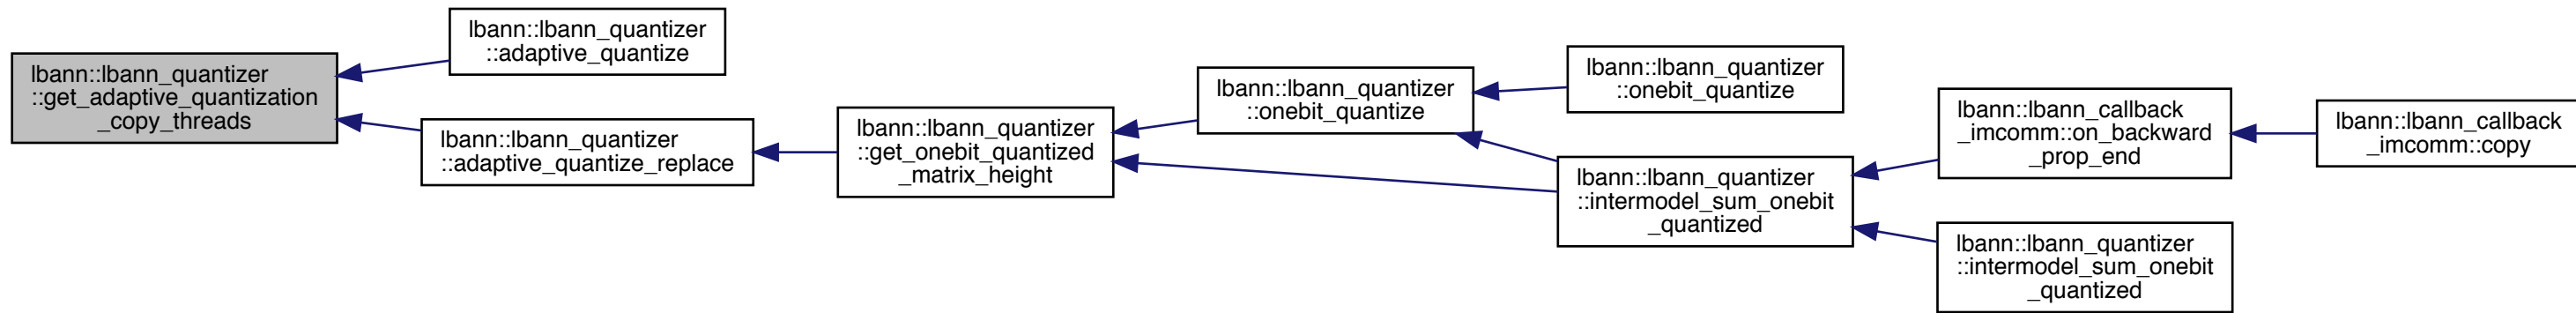 lbann::lbann_quantizer
::get_adaptive_quantization
_copy_threads
lbann::lbann_quantizer
::adaptive_quantize
lbann::lbann_quantizer
::adaptive_quantize_replace
lbann::lbann_quantizer
::get_onebit_quantized
_matrix_height
lbann::lbann_quantizer
::onebit_quantize
lbann::lbann_quantizer
::onebit_quantize
lbann::lbann_quantizer
::intermodel_sum_onebit
_quantized
lbann::lbann_callback
_imcomm::on_backward
_prop_end
lbann::lbann_quantizer
::intermodel_sum_onebit
_quantized
lbann::lbann_callback
_imcomm::copy